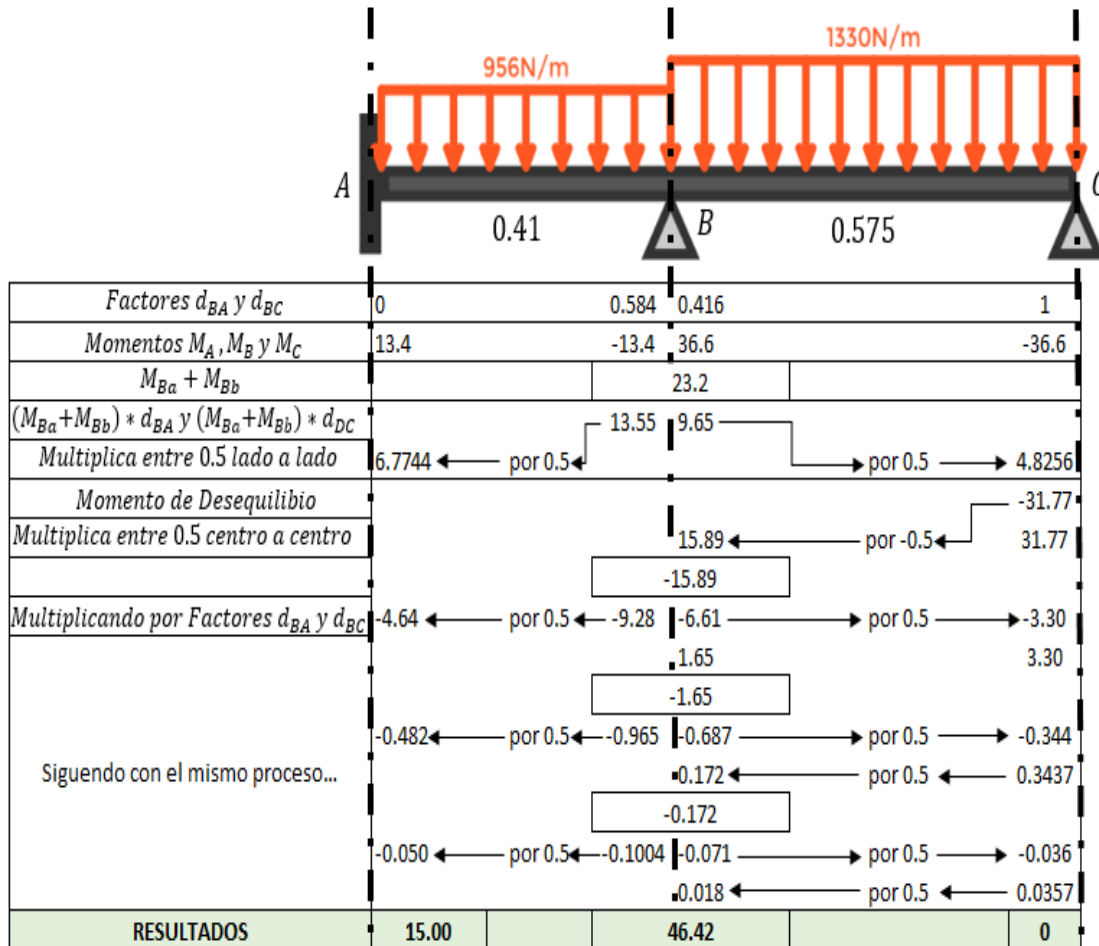 956N/m
1330N/m
A
0.41
B
0.575
C
Factores d_BA y d_BC 0 0.584 0.416 1
Momentos M_A, M_B y M_C 13.4 -13.4 36.6 -36.6
M_Ba + M_Bb 23.2
(M_Ba+M_Bb) * d_BA y (M_Ba+M_Bb) * d_DC 13.55 9.65
Multiplica entre 0.5 lado a lado 6.7744 por 0.5 por 0.5 4.8256
Momento de Desequilibio -31.77
Multiplica entre 0.5 centro a centro 15.89 por -0.5 31.77
-15.89
Multiplicando por Factores d_BA y d_BC -4.64 por 0.5 -9.28 -6.61 por 0.5 -3.30
1.65 3.30
-1.65
-0.482 por 0.5 -0.965 -0.687 por 0.5 -0.344
Siguendo con el mismo proceso... 0.172 por 0.5 0.3437
-0.172
-0.050 por 0.5 -0.1004 -0.071 por 0.5 -0.036
0.018 por 0.5 0.0357
RESULTADOS 15.00 46.42 0